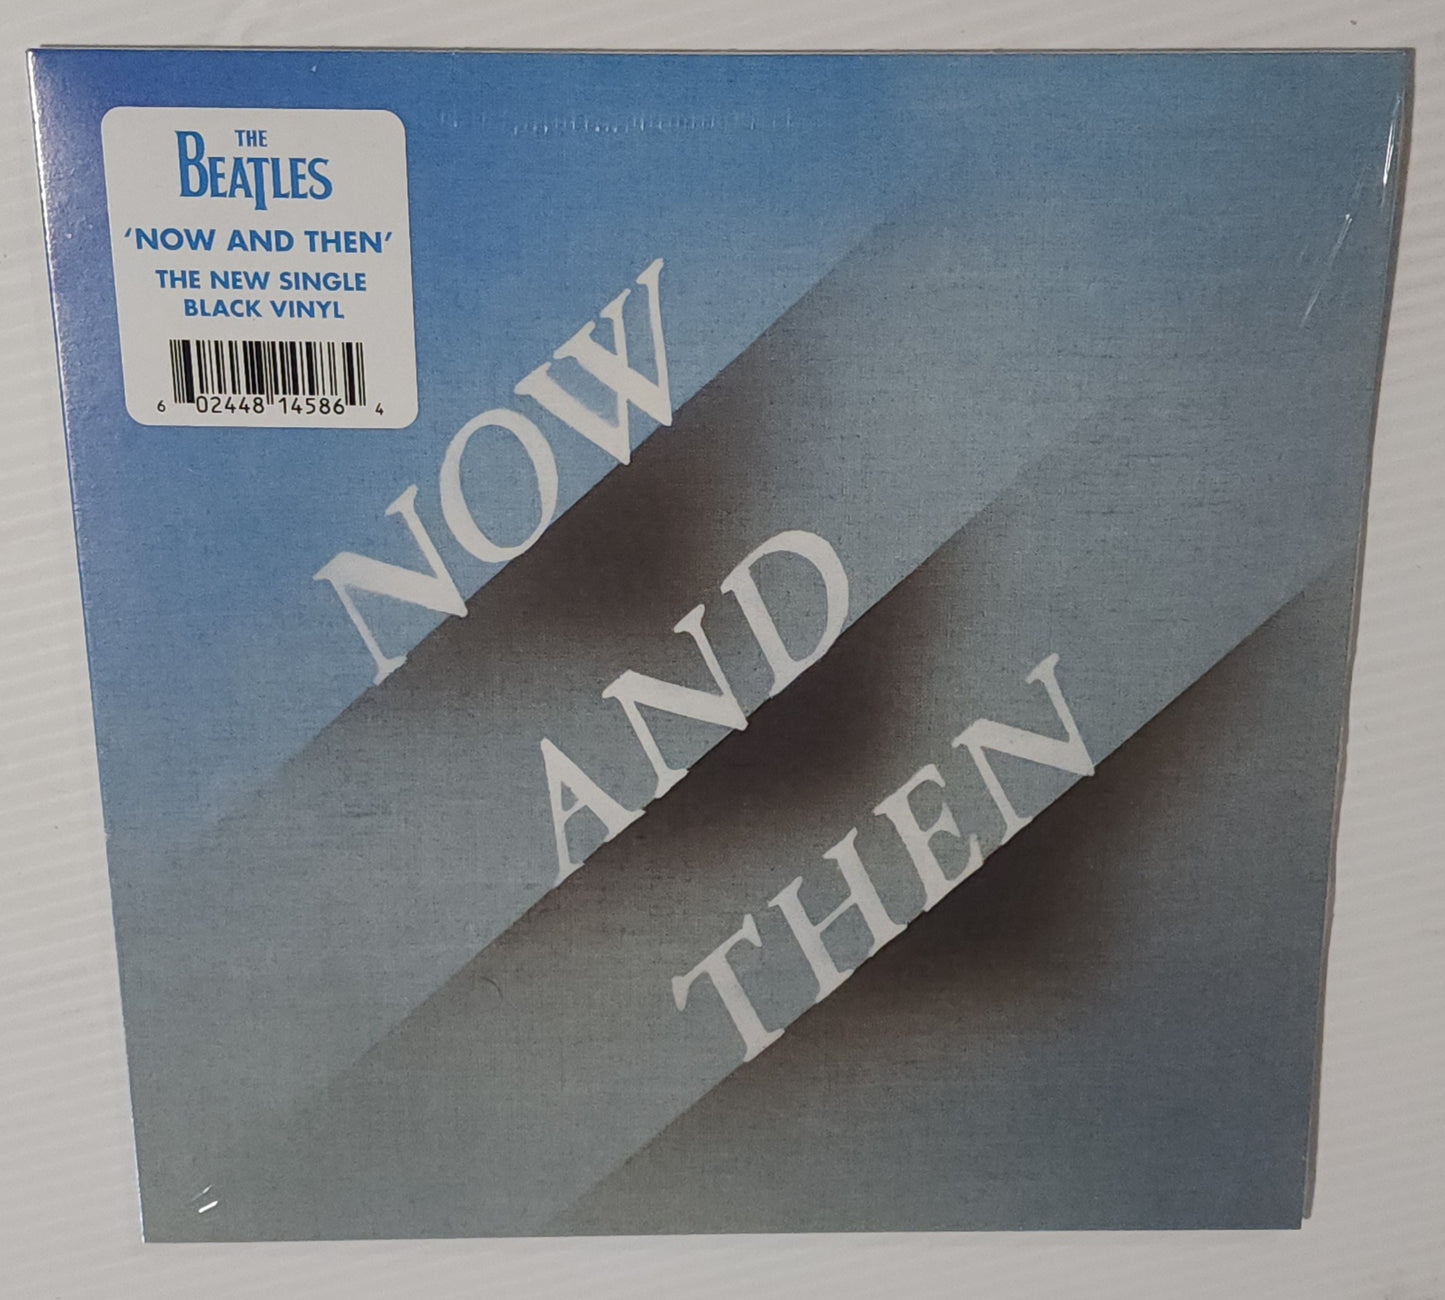 THE
BEATLES
‘NOW AND THEN’
THE NEW SINGLE
BLACK VINYL
6 02448 14586 4
NOW
AND
THEN